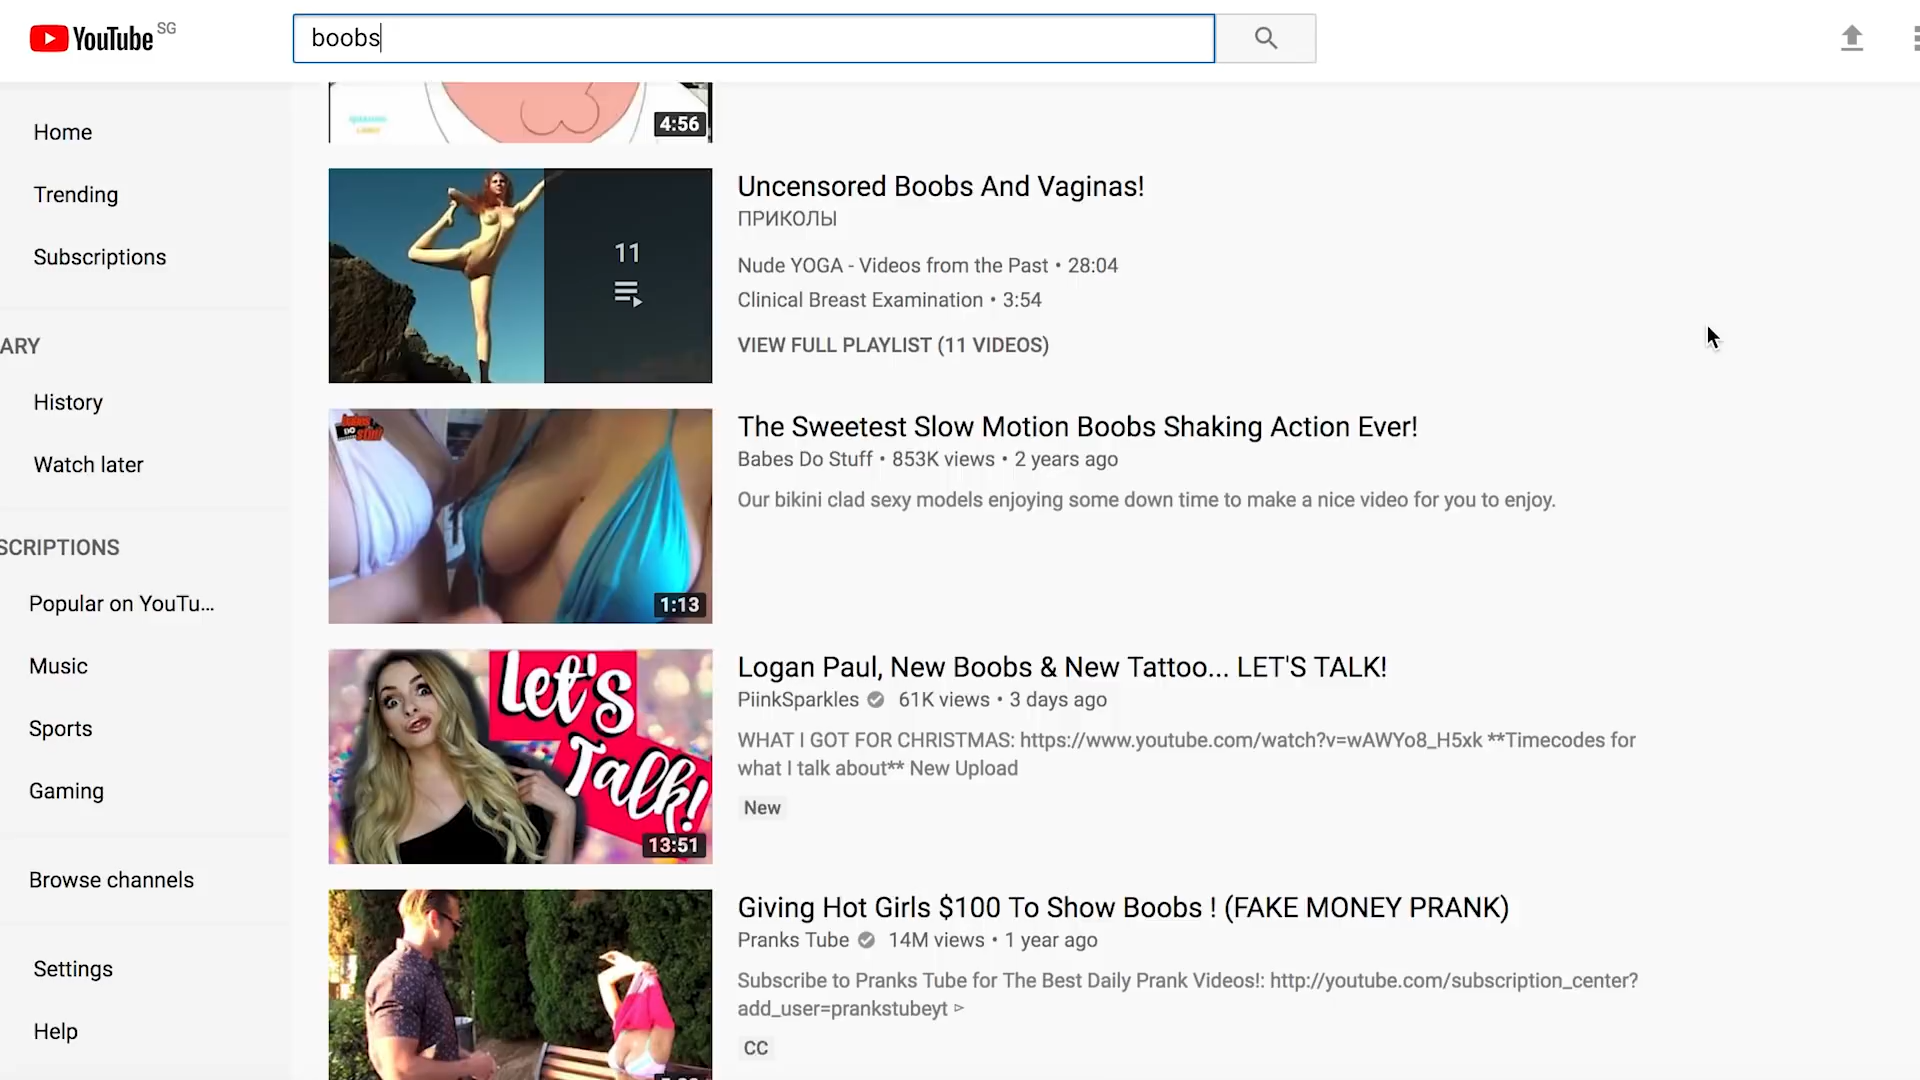 YouTube SG
boobs
4:56
Home
Trending
Subscriptions
ARY
History
Watch later
SCRIPTIONS
Popular on YouTu...
Music
Sports
Gaming
Browse channels
Settings
Help
11
Uncensored Boobs And Vaginas!
ПРИКОЛЫ
Nude YOGA - Videos from the Past • 28:04
Clinical Breast Examination • 3:54
VIEW FULL PLAYLIST (11 VIDEOS)
DO
1:13
The Sweetest Slow Motion Boobs Shaking Action Ever!
Babes Do Stuff • 853K views • 2 years ago
Our bikini clad sexy models enjoying some down time to make a nice video for you to enjoy.
Let's
Talk!
13:51
Logan Paul, New Boobs & New Tattoo... LET'S TALK!
PiinkSparkles 61K views • 3 days ago
WHAT I GOT FOR CHRISTMAS: https://www.youtube.com/watch?v=wAWYo8_H5xk **Timecodes for
what I talk about** New Upload
New
Giving Hot Girls $100 To Show Boobs ! (FAKE MONEY PRANK)
Pranks Tube 14M views • 1 year ago
Subscribe to Pranks Tube for The Best Daily Prank Videos!: http://youtube.com/subscription_center?
add_user=prankstubeyt ▻
CC